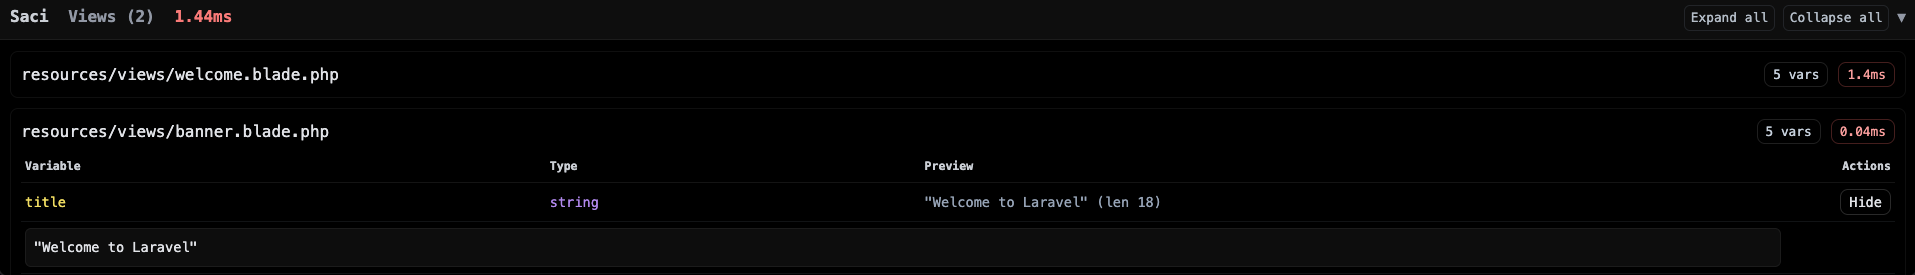 Saci Views (2) 1.44ms Expand all Collapse all ▼
resources/views/welcome.blade.php 5 vars 1.4ms
resources/views/banner.blade.php 5 vars 0.04ms
Variable Type Preview Actions
title string "Welcome to Laravel" (len 18) Hide
"Welcome to Laravel"